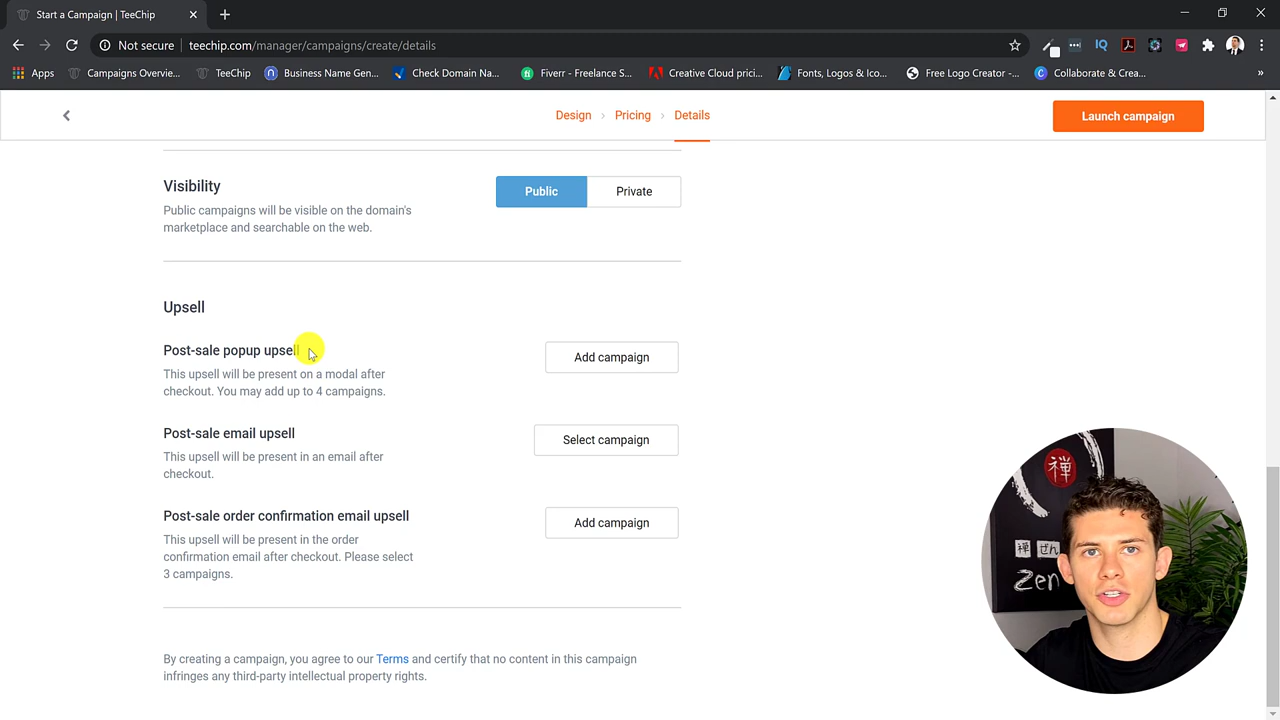 Start a Campaign | TeeChip
Not secure
teechip.com/manager/campaigns/create/details
IQ
Apps
Campaigns Overvie...
TeeChip
Business Name Gen...
Check Domain Na...
Fiverr - Freelance S...
Creative Cloud prici...
Fonts, Logos & Ico...
Free Logo Creator -...
Collaborate & Crea...
»
Design › Pricing › Details
Launch campaign
Visibility
Public
Private
Public campaigns will be visible on the domain's
marketplace and searchable on the web.
Upsell
Post-sale popup upsell
Add campaign
This upsell will be present on a modal after
checkout. You may add up to 4 campaigns.
Post-sale email upsell
Select campaign
This upsell will be present in an email after
checkout.
Post-sale order confirmation email upsell
Add campaign
This upsell will be present in the order
confirmation email after checkout. Please select
3 campaigns.
By creating a campaign, you agree to our Terms and certify that no content in this campaign
infringes any third-party intellectual property rights.
禅
禅 ぜん
zen